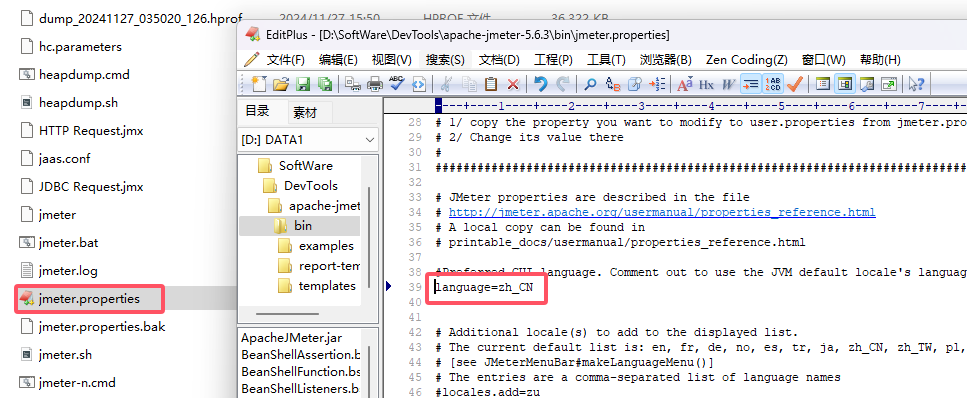 dump_20241127_035020_126.hprof 2024/11/27 15:50 HPROF 文件 36,322 KB
hc.parameters
heapdump.cmd
heapdump.sh
HTTP Request.jmx
jaas.conf
JDBC Request.jmx
jmeter
jmeter.bat
jmeter.log
jmeter.properties
jmeter.properties.bak
jmeter.sh
jmeter-n.cmd
EditPlus - [D:\SoftWare\DevTools\apache-jmeter-5.6.3\bin\jmeter.properties]
文件(F) 编辑(E) 视图(V) 搜索(S) 文档(D) 工程(P) 工具(T) 浏览器(B) Zen Coding(Z) 窗口(W) 帮助(H)
目录 素材
[D:] DATA1
SoftWare
DevTools
apache-jmet
bin
examples
report-tem
templates
ApacheJMeter.jar
BeanShellAssertion.b
BeanShellFunction.bs
BeanShellListeners.b
----+----1----+----2----+----3----+----4----+----5----+----6----+----7---
28 # 1/ copy the property you want to modify to user.properties from jmeter.pro
29 # 2/ Change its value there
30 #
31 ################################################################################
32
33 # JMeter properties are described in the file
34 # http://jmeter.apache.org/usermanual/properties_reference.html
35 # A local copy can be found in
36 # printable_docs/usermanual/properties_reference.html
37
38 #Preferred GUI language. Comment out to use the JVM default locale's languag
39 language=zh_CN
40
41
42 # Additional locale(s) to add to the displayed list.
43 # The current default list is: en, fr, de, no, es, tr, ja, zh_CN, zh_TW, pl,
44 # [see JMeterMenuBar#makeLanguageMenu()]
45 # The entries are a comma-separated list of language names
46 #locales.add=zu